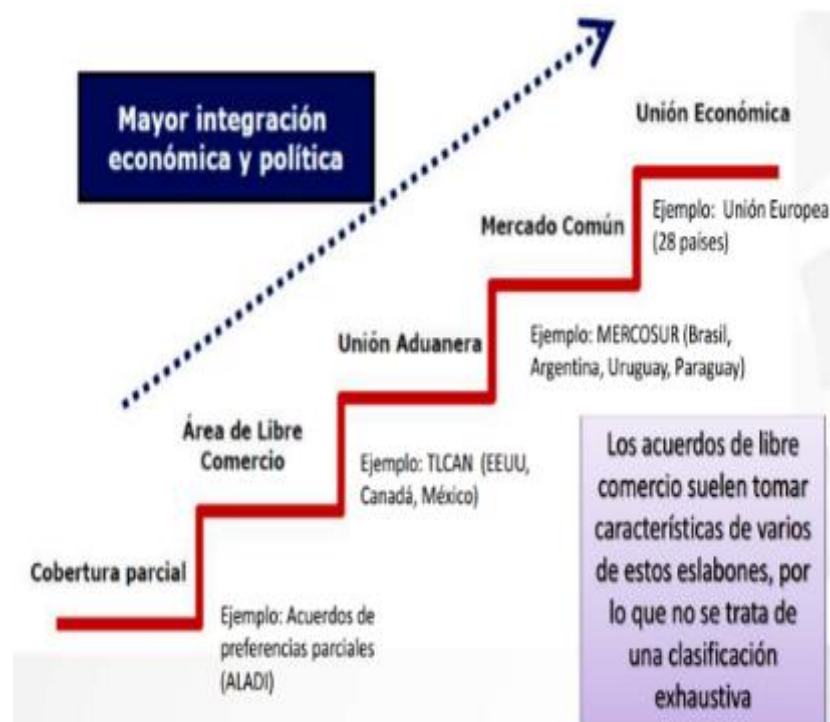 Mayor integración
económica y política
Unión Económica
Ejemplo: Unión Europea
(28 países)
Mercado Común
Ejemplo: MERCOSUR (Brasil,
Argentina, Uruguay, Paraguay)
Unión Aduanera
Ejemplo: TLCAN (EEUU,
Canadá, México)
Área de Libre
Comercio
Ejemplo: Acuerdos de
preferencias parciales
(ALADI)
Cobertura parcial
Los acuerdos de libre
comercio suelen tomar
características de varios
de estos eslabones, por
lo que no se trata de
una clasificación
exhaustiva